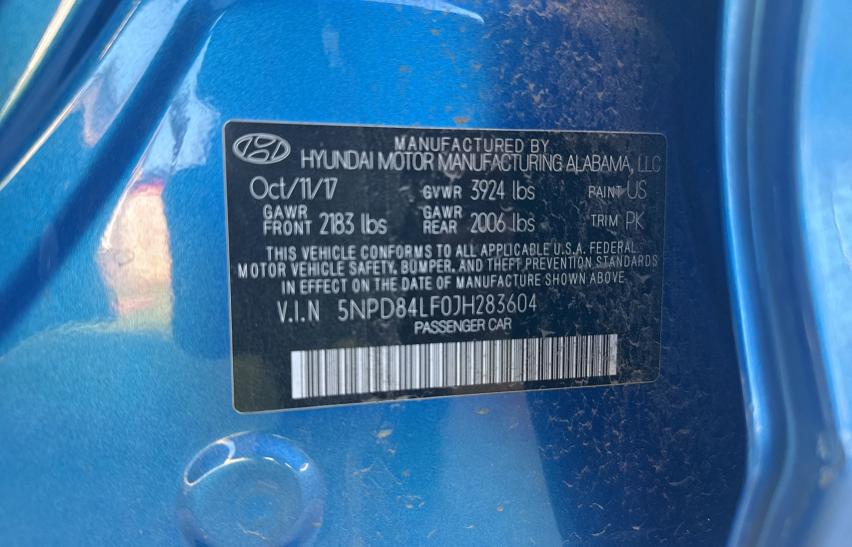 MANUFACTURED BY
HYUNDAI MOTOR MANUFACTURING ALABAMA, LLC
Oct/11/17 GVWR 3924 lbs PAINT US
GAWR FRONT 2183 lbs GAWR REAR 2006 lbs TRIM PK
THIS VEHICLE CONFORMS TO ALL APPLICABLE U.S.A. FEDERAL
MOTOR VEHICLE SAFETY, BUMPER, AND THEFT PREVENTION STANDARDS
IN EFFECT ON THE DATE OF MANUFACTURE SHOWN ABOVE.
V.I.N 5NPD84LF0JH283604
PASSENGER CAR